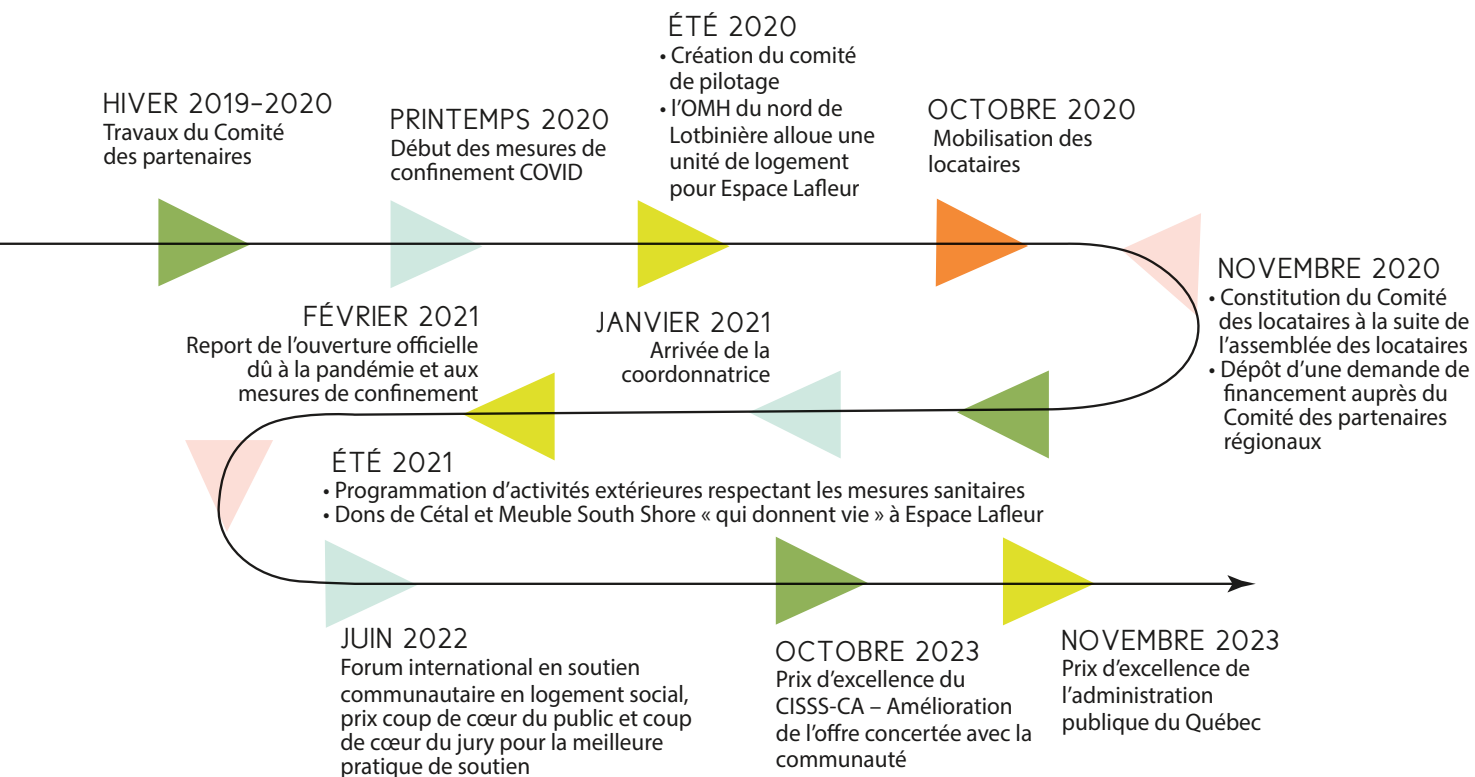 HIVER 2019-2020
Travaux du Comité
des partenaires
PRINTEMPS 2020
Début des mesures de
confinement COVID
ÉTÉ 2020
• Création du comité
de pilotage
• l'OMH du nord de
Lotbinière alloue une
unité de logement
pour Espace Lafleur
OCTOBRE 2020
Mobilisation des
locataires
NOVEMBRE 2020
• Constitution du Comité
des locataires à la suite de
l'assemblée des locataires
• Dépôt d'une demande de
financement auprès du
Comité des partenaires
régionaux
JANVIER 2021
Arrivée de la
coordonnatrice
FÉVRIER 2021
Report de l'ouverture officielle
dû à la pandémie et aux
mesures de confinement
ÉTÉ 2021
• Programmation d'activités extérieures respectant les mesures sanitaires
• Dons de Cétal et Meuble South Shore « qui donnent vie » à Espace Lafleur
JUIN 2022
Forum international en soutien
communautaire en logement social,
prix coup de cœur du public et coup
de cœur du jury pour la meilleure
pratique de soutien
OCTOBRE 2023
Prix d'excellence du
CISSS-CA – Amélioration
de l'offre concertée avec la
communauté
NOVEMBRE 2023
Prix d'excellence de
l'administration
publique du Québec